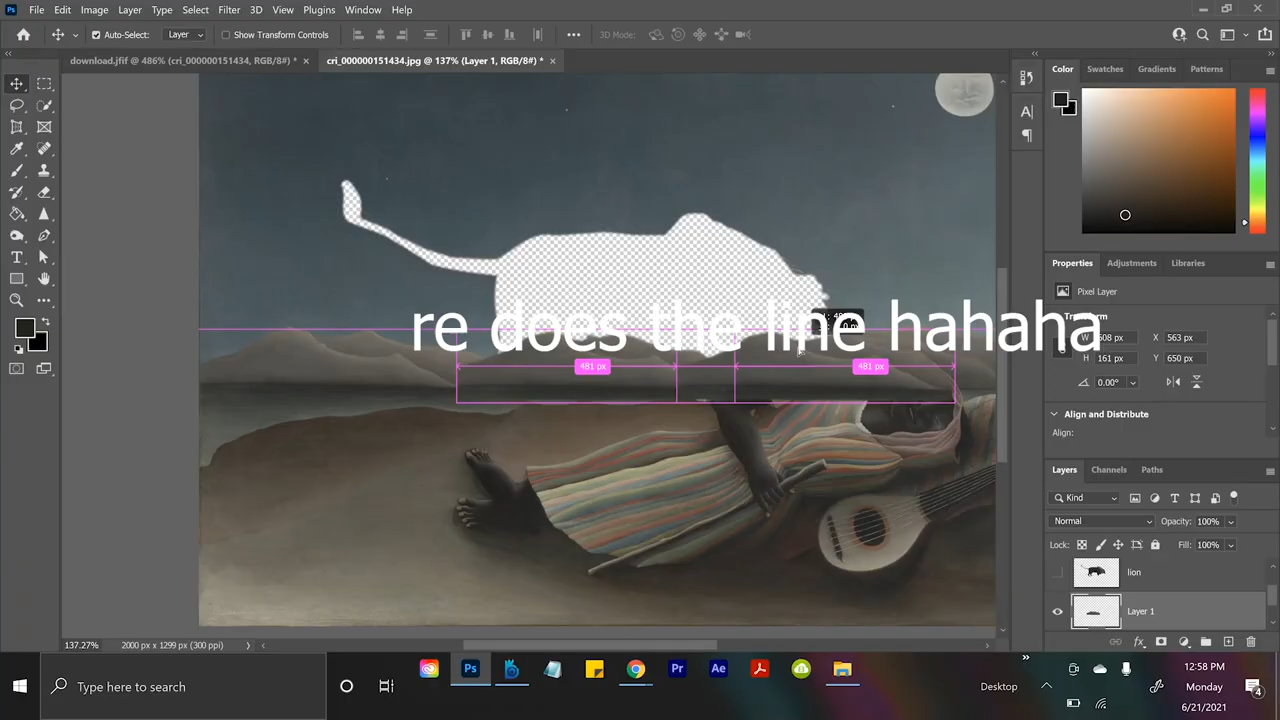 Ps File Edit Image Layer Type Select Filter 3D View Plugins Window Help
Auto-Select: Layer Show Transform Controls 3D Mode:
download.jfif @ 486% (cri_000000151434, RGB/8#) * ×
cri_000000151434.jpg @ 137% (Layer 1, RGB/8#) * ×
Color Swatches Gradients Patterns
Properties Adjustments Libraries
Pixel Layer
Transform
W 508 px X 563 px
H 161 px Y 650 px
0.00°
Align and Distribute
Align:
re does the line hahaha
481 px 481 px
Layers Channels Paths
Kind
Normal Opacity: 100%
Lock: Fill: 100%
lion
Layer 1
137.27% 2000 px x 1299 px (300 ppi)
Type here to search
Desktop
12:58 PM
Monday
6/21/2021
4